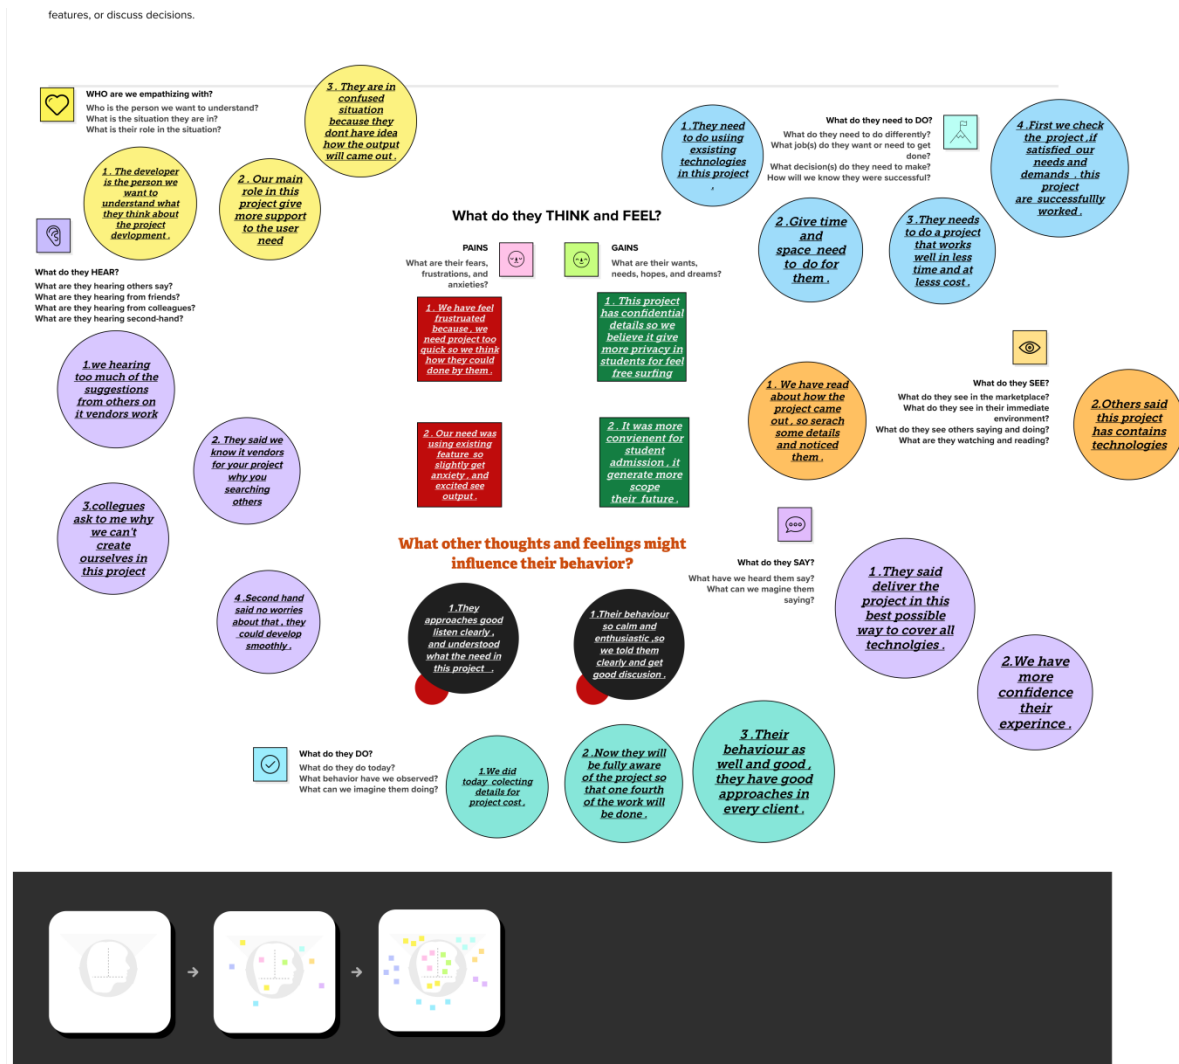 features, or discuss decisions.
WHO are we empathizing with?
Who is the person we want to understand?
What is the situation they are in?
What is their role in the situation?
3 . They are in
confused
situation
because they
dont have idea
how the output
will came out .
1 . The developer
is the person we
want to
understand what
they think about
the project
devlopment .
2 . Our main
role in this
project give
more support
to the user
need
What do they need to DO?
What do they need to do differently?
What job(s) do they want or need to get
done?
What decision(s) do they need to make?
How will we know they were successful?
1 .They need
to do usiing
exsisting
technologies
in this project
.
4 .First we check
the project ,if
satisfied our
needs and
demands . this
project
are successfullly
worked .
2 .Give time
and
space need
to do for
them .
3 .They needs
to do a project
that works
well in less
time and at
lesss cost .
What do they HEAR?
What are they hearing others say?
What are they hearing from friends?
What are they hearing from colleagues?
What are they hearing second-hand?
1.we hearing
too much of the
suggestions
from others on
it vendors work
2. They said we
know it vendors
for your project
why you
searching
others
3.collegues
ask to me why
we can't
create
ourselves in
this project
4 .Second hand
said no worries
about that , they
could develop
smoothly .
What do they THINK and FEEL?
PAINS
What are their fears,
frustrations, and
anxieties?
GAINS
What are their wants,
needs, hopes, and dreams?
1 . We have feel
frustruated
because , we
need project too
quick so we think
how they could
done by them .
1 . This project
has confidential
details so we
believe it give
more privacy in
students for feel
free surfing
2 . Our need was
using existing
feature so
slightly get
anxiety , and
excited see
output .
2 . It was more
convienent for
student
admission , it
generate more
scope
their future .
What do they SEE?
What do they see in the marketplace?
What do they see in their immediate
environment?
What do they see others saying and doing?
What are they watching and reading?
1 . We have read
about how the
project came
out , so serach
some details
and noticed
them .
2.Others said
this project
has contains
technologies
What other thoughts and feelings might
influence their behavior?
1.They
approaches good
listen clearly ,
and understood
what the need in
this project .
1.Their behaviour
so calm and
enthusiastic ,so
we told them
clearly and get
good discusion .
What do they SAY?
What have we heard them say?
What can we magine them
saying?
1 .They said
deliver the
project in this
best possible
way to cover all
technolgies .
2.We have
more
confidence
their
experince .
What do they DO?
What do they do today?
What behavior have we observed?
What can we imagine them doing?
1.We did
today colecting
details for
project cost .
2 .Now they will
be fully aware
of the project so
that one fourth
of the work will
be done .
3 .Their
behaviour as
well and good ,
they have good
approaches in
every client .